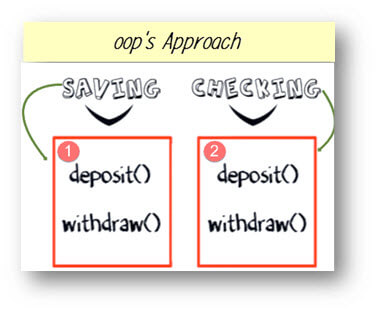 oop's Approach
SAVING CHECKING
1 2
deposit() deposit()
withdraw() withdraw()